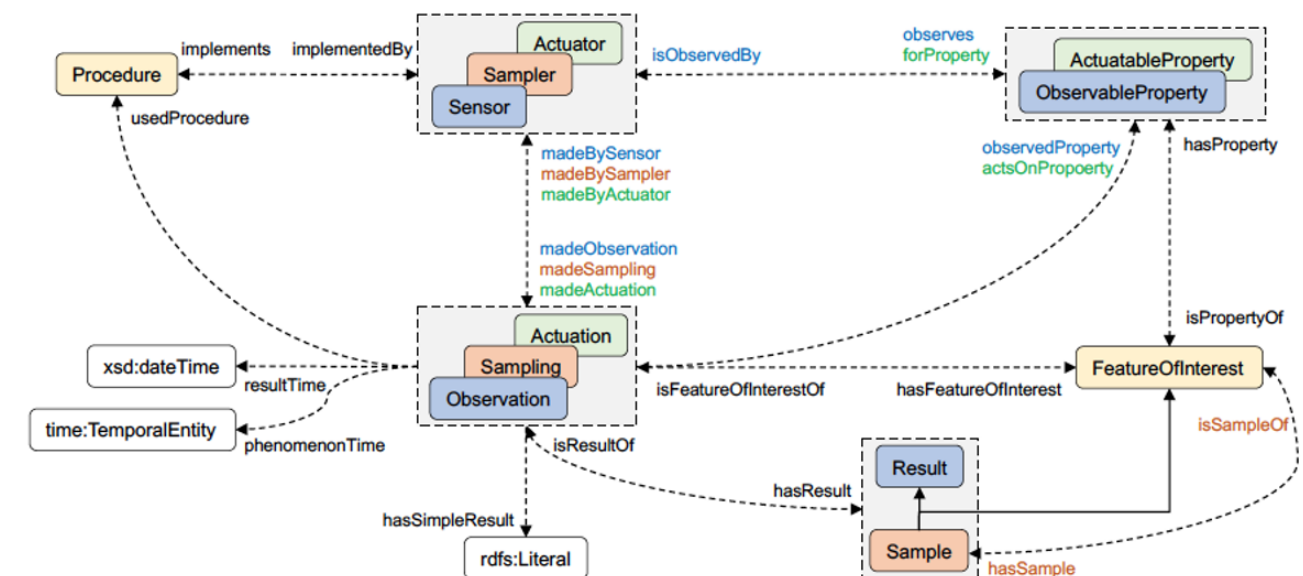 Actuator
implements implementedBy
isObservedBy
observes
forProperty
Procedure
Sampler
ActuatableProperty
Sensor
ObservableProperty
usedProcedure
madeBySensor
madeBySampler
madeByActuator
observedProperty
actsOnPropoerty
hasProperty
madeObservation
madeSampling
madeActuation
isPropertyOf
Actuation
xsd:dateTime
Sampling
FeatureOfInterest
resultTime
isFeatureOfInterestOf hasFeatureOfInterest
Observation
time:TemporalEntity
phenomenonTime
isResultOf
isSampleOf
Result
hasResult
hasSimpleResult
rdfs:Literal
Sample
hasSample